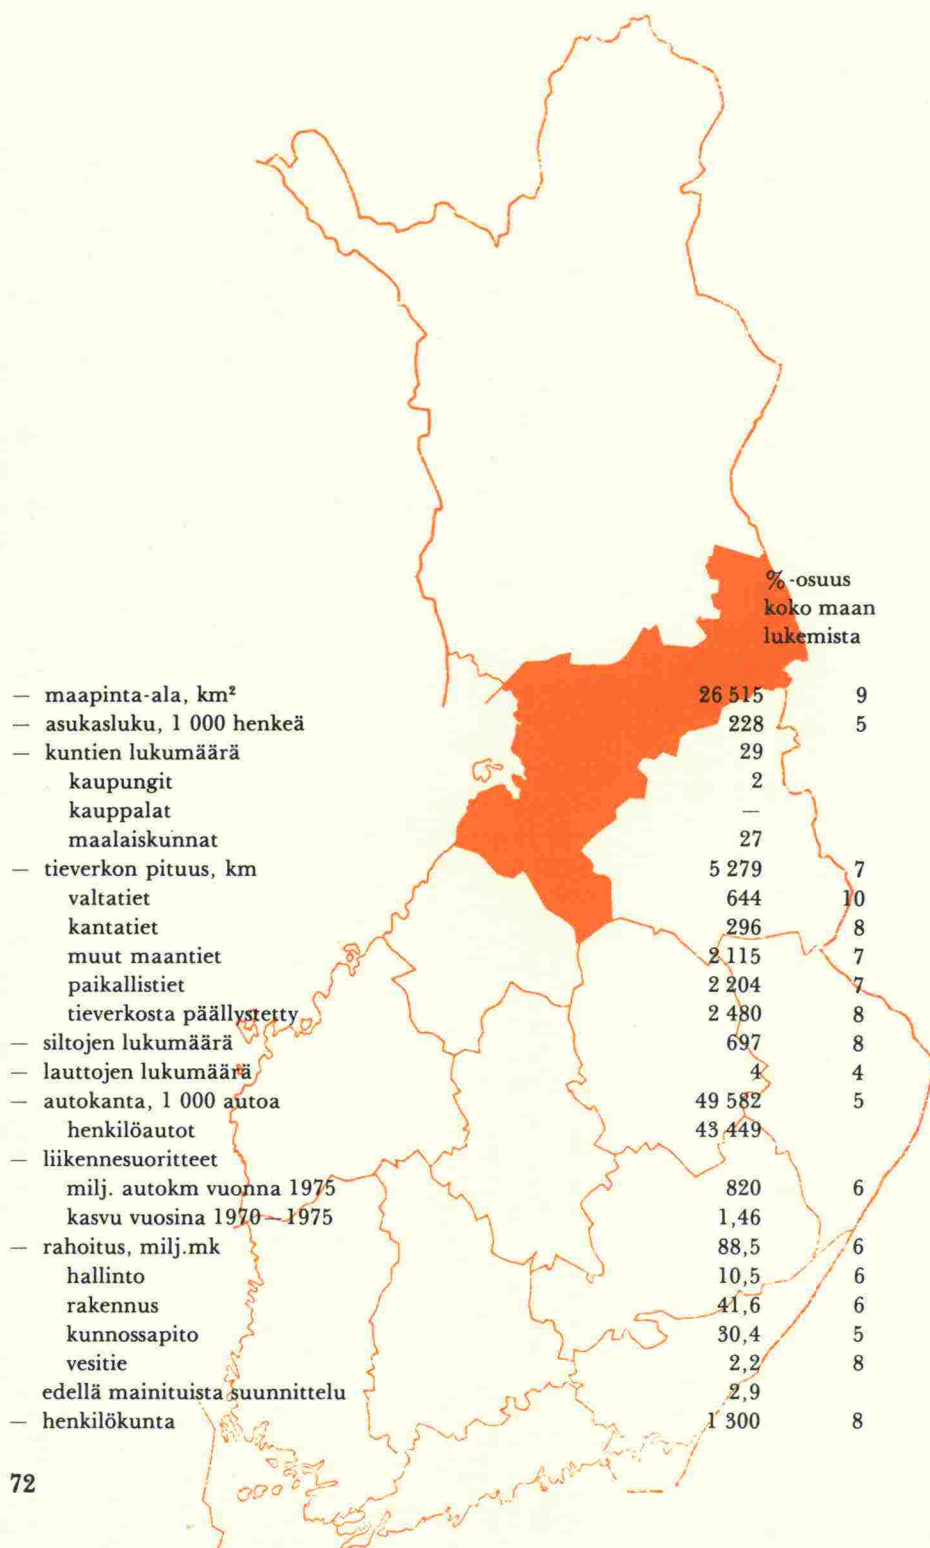 %-osuus
koko maan
lukemista
— maapinta-ala, km² 26 515 9
— asukasluku, 1 000 henkeä 228 5
— kuntien lukumäärä 29
kaupungit 2
kauppalat —
maalaiskunnat 27
— tieverkon pituus, km 5 279 7
valtatiet 644 10
kantatiet 296 8
muut maantiet 2 115 7
paikallistiet 2 204 7
tieverkosta päällystetty 2 480 8
— siltojen lukumäärä 697 8
— lauttojen lukumäärä 4 4
— autokanta, 1 000 autoa 49 582 5
henkilöautot 43 449
— liikennesuoritteet
milj. autokm vuonna 1975 820 6
kasvu vuosina 1970—1975 1,46
— rahoitus, milj.mk 88,5 6
hallinto 10,5 6
rakennus 41,6 6
kunnossapito 30,4 5
vesitie 2,2 8
edellä mainituista suunnittelu 2,9
— henkilökunta 1 300 8
72